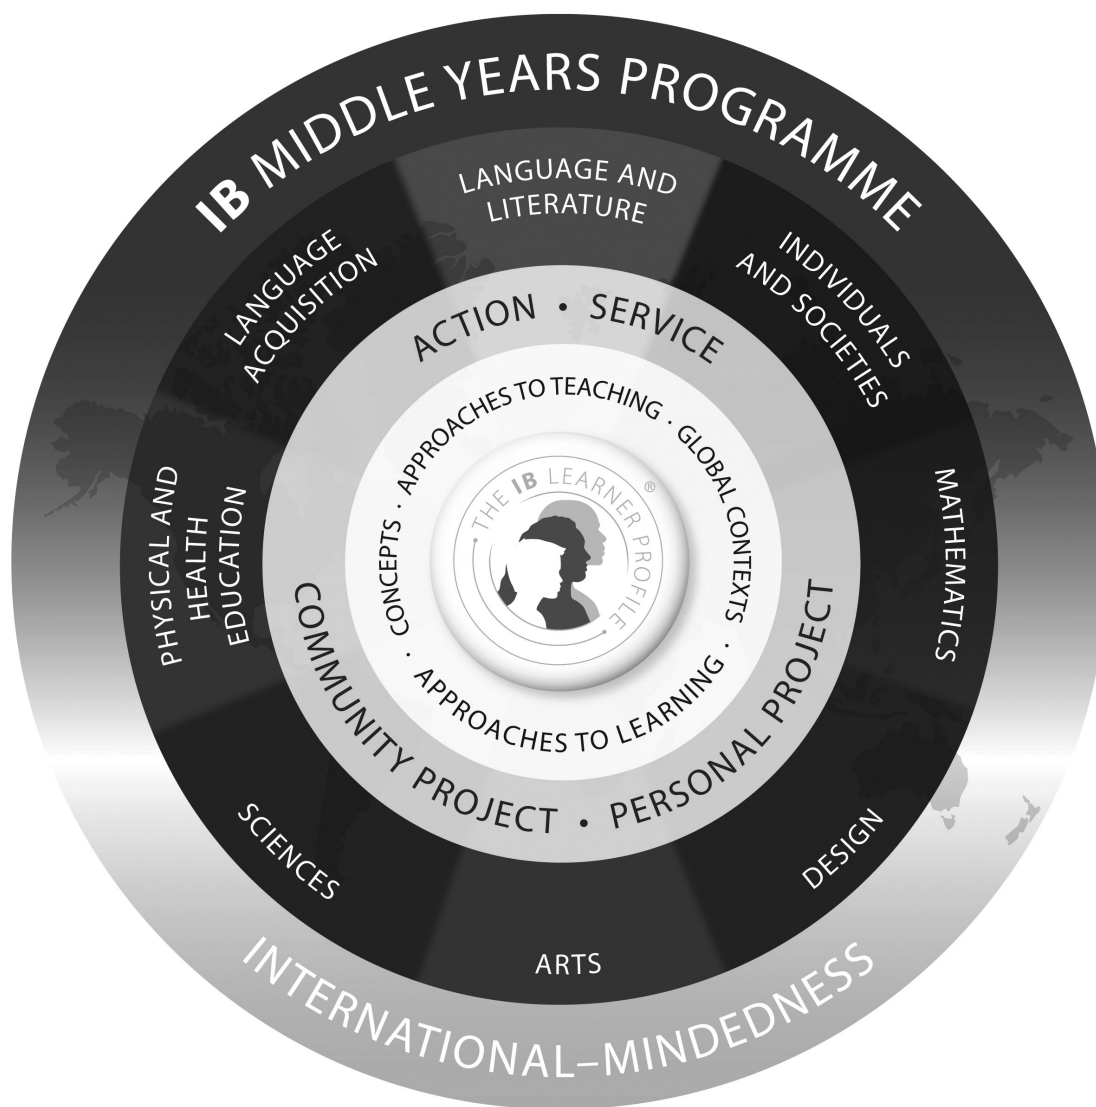 IB MIDDLE YEARS PROGRAMME
LANGUAGE AND
LITERATURE
INDIVIDUALS
AND SOCIETIES
MATHEMATICS
DESIGN
ARTS
SCIENCES
PHYSICAL AND
HEALTH
EDUCATION
LANGUAGE
ACQUISITION
ACTION • SERVICE
COMMUNITY PROJECT • PERSONAL PROJECT
APPROACHES TO TEACHING · GLOBAL CONTEXTS ·
APPROACHES TO LEARNING
· CONCEPTS ·
THE IB LEARNER PROFILE ®
INTERNATIONAL–MINDEDNESS